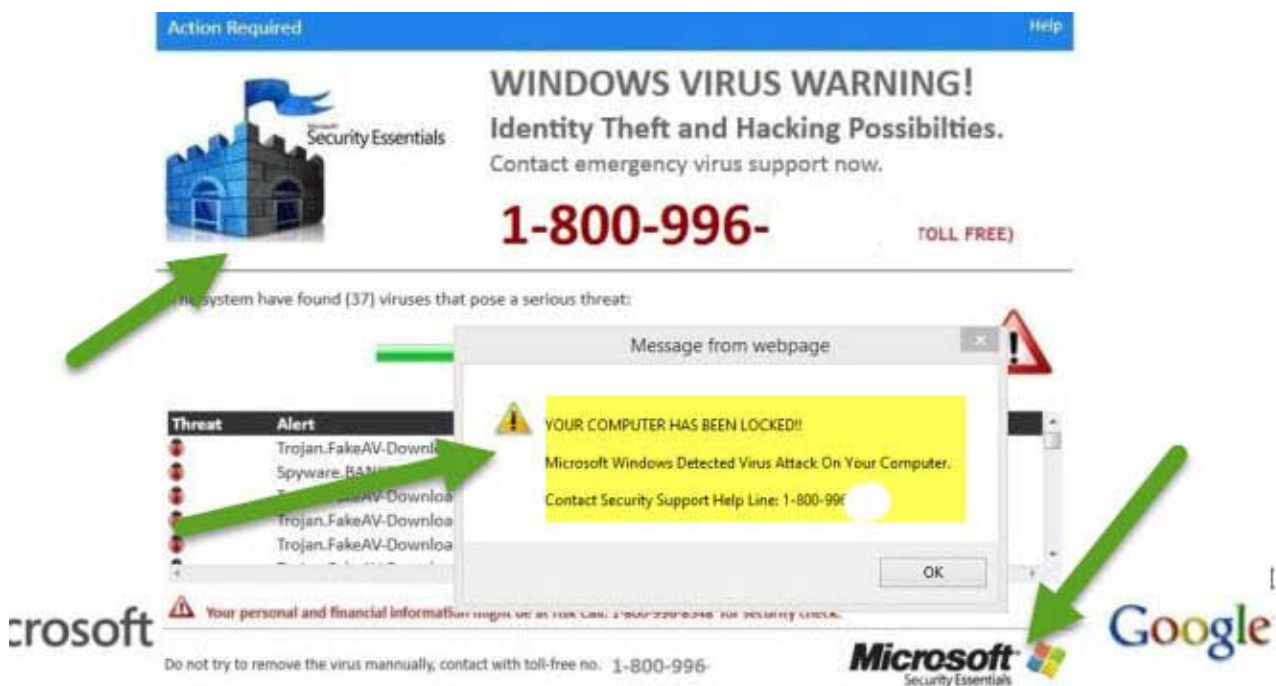 Action Required
Help
Security Essentials
WINDOWS VIRUS WARNING!
Identity Theft and Hacking Possibilties.
Contact emergency virus support now.
1-800-996-
TOLL FREE)
system have found (37) viruses that pose a serious threat:
Message from webpage
YOUR COMPUTER HAS BEEN LOCKED!!
Microsoft Windows Detected Virus Attack On Your Computer.
Contact Security Support Help Line: 1-800-996
OK
Threat Alert
Trojan.FakeAV-Downlo
Spyware.BAN
Trojan.FakeAV-Downloa
Trojan.FakeAV-Downloa
Your personal and financial information might be at risk
for security check.
crosoft
Google
Do not try to remove the virus mannually, contact with toll-free no. 1-800-996-
Microsoft
Security Essentials